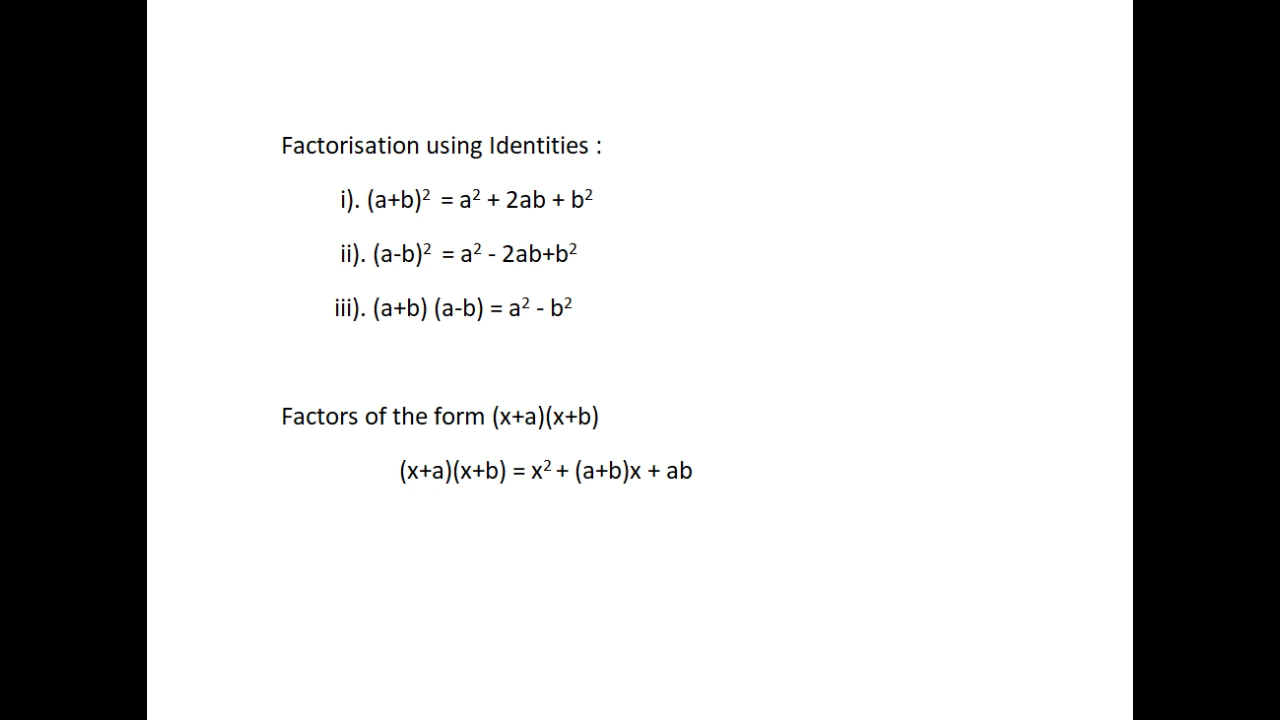 Factorisation using Identities :
i). (a+b)² = a² + 2ab + b²
ii). (a-b)² = a² - 2ab+b²
iii). (a+b) (a-b) = a² - b²
Factors of the form (x+a)(x+b)
(x+a)(x+b) = x² + (a+b)x + ab